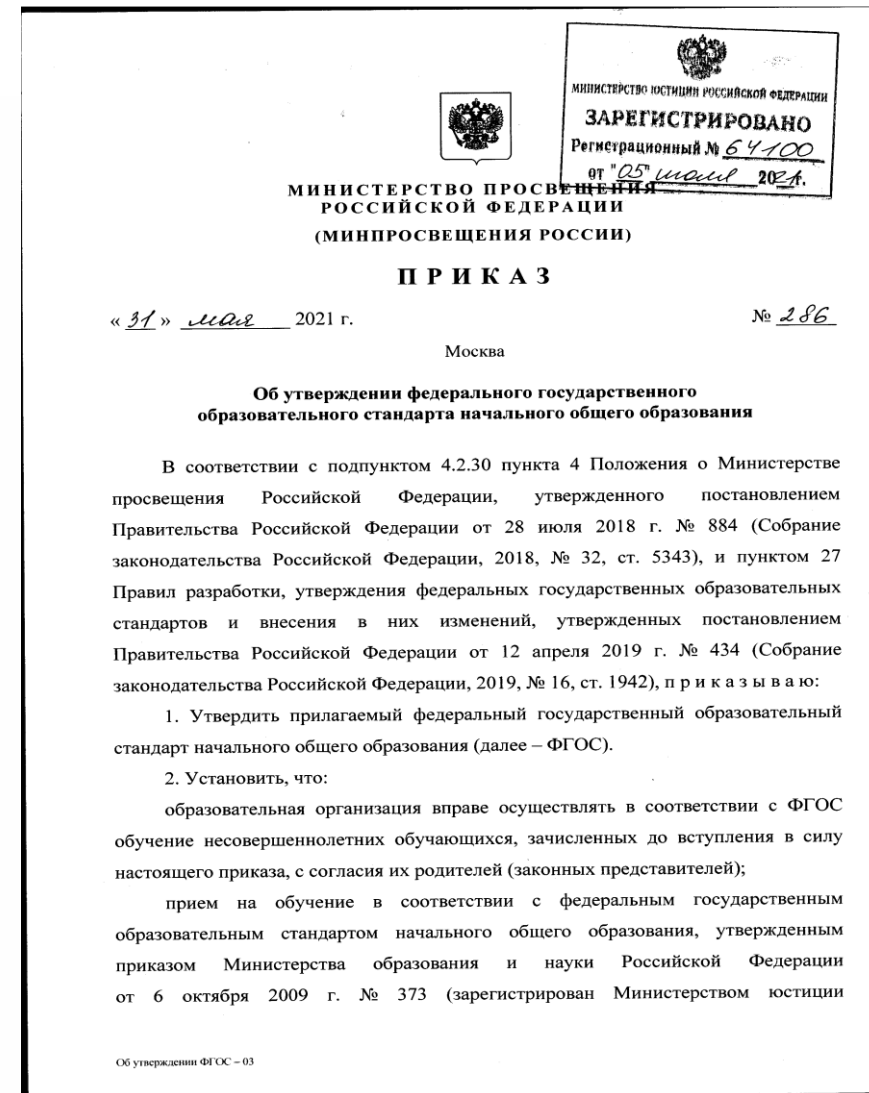 МИНИСТЕРСТВО ЮСТИЦИИ РОССИЙСКОЙ ФЕДЕРАЦИИ
ЗАРЕГИСТРИРОВАНО
Регистрационный № 64100
от "05" июля 2021г.
МИНИСТЕРСТВО ПРОСВЕЩЕНИЯ
РОССИЙСКОЙ ФЕДЕРАЦИИ
(МИНПРОСВЕЩЕНИЯ РОССИИ)
ПРИКАЗ
« 31 » мая 2021 г. № 286
Москва
Об утверждении федерального государственного
образовательного стандарта начального общего образования
В соответствии с подпунктом 4.2.30 пункта 4 Положения о Министерстве
просвещения Российской Федерации, утвержденного постановлением
Правительства Российской Федерации от 28 июля 2018 г. № 884 (Собрание
законодательства Российской Федерации, 2018, № 32, ст. 5343), и пунктом 27
Правил разработки, утверждения федеральных государственных образовательных
стандартов и внесения в них изменений, утвержденных постановлением
Правительства Российской Федерации от 12 апреля 2019 г. № 434 (Собрание
законодательства Российской Федерации, 2019, № 16, ст. 1942), п р и к а з ы в а ю:
1. Утвердить прилагаемый федеральный государственный образовательный
стандарт начального общего образования (далее – ФГОС).
2. Установить, что:
образовательная организация вправе осуществлять в соответствии с ФГОС
обучение несовершеннолетних обучающихся, зачисленных до вступления в силу
настоящего приказа, с согласия их родителей (законных представителей);
прием на обучение в соответствии с федеральным государственным
образовательным стандартом начального общего образования, утвержденным
приказом Министерства образования и науки Российской Федерации
от 6 октября 2009 г. № 373 (зарегистрирован Министерством юстиции
Об утверждении ФГОС – 03